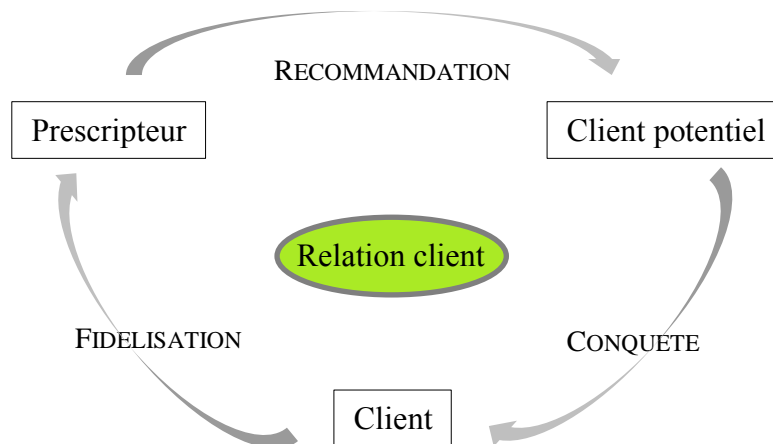 RECOMMANDATION
Prescripteur
Client potentiel
Relation client
FIDELISATION
CONQUETE
Client